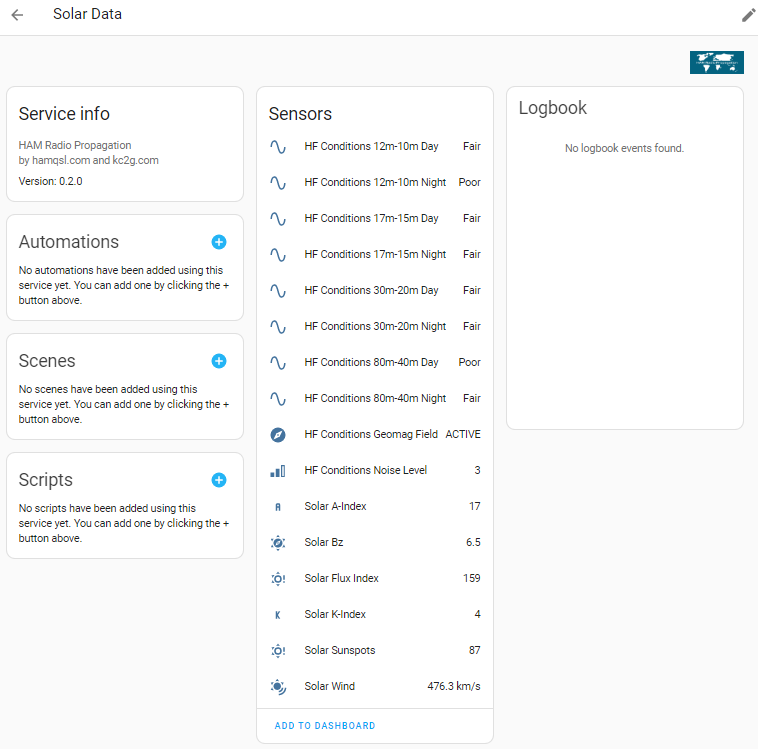 Solar Data
Service info
HAM Radio Propagation
by hamqsl.com and kc2g.com
Version: 0.2.0
Automations
No automations have been added using this
service yet. You can add one by clicking the +
button above.
Scenes
No scenes have been added using this
service yet. You can add one by clicking the +
button above.
Scripts
No scripts have been added using this
service yet. You can add one by clicking the +
button above.
Sensors
HF Conditions 12m-10m Day Fair
HF Conditions 12m-10m Night Poor
HF Conditions 17m-15m Day Fair
HF Conditions 17m-15m Night Fair
HF Conditions 30m-20m Day Fair
HF Conditions 30m-20m Night Fair
HF Conditions 80m-40m Day Poor
HF Conditions 80m-40m Night Fair
HF Conditions Geomag Field ACTIVE
HF Conditions Noise Level 3
A Solar A-Index 17
Solar Bz 6.5
Solar Flux Index 159
K Solar K-Index 4
Solar Sunspots 87
Solar Wind 476.3 km/s
ADD TO DASHBOARD
Logbook
No logbook events found.